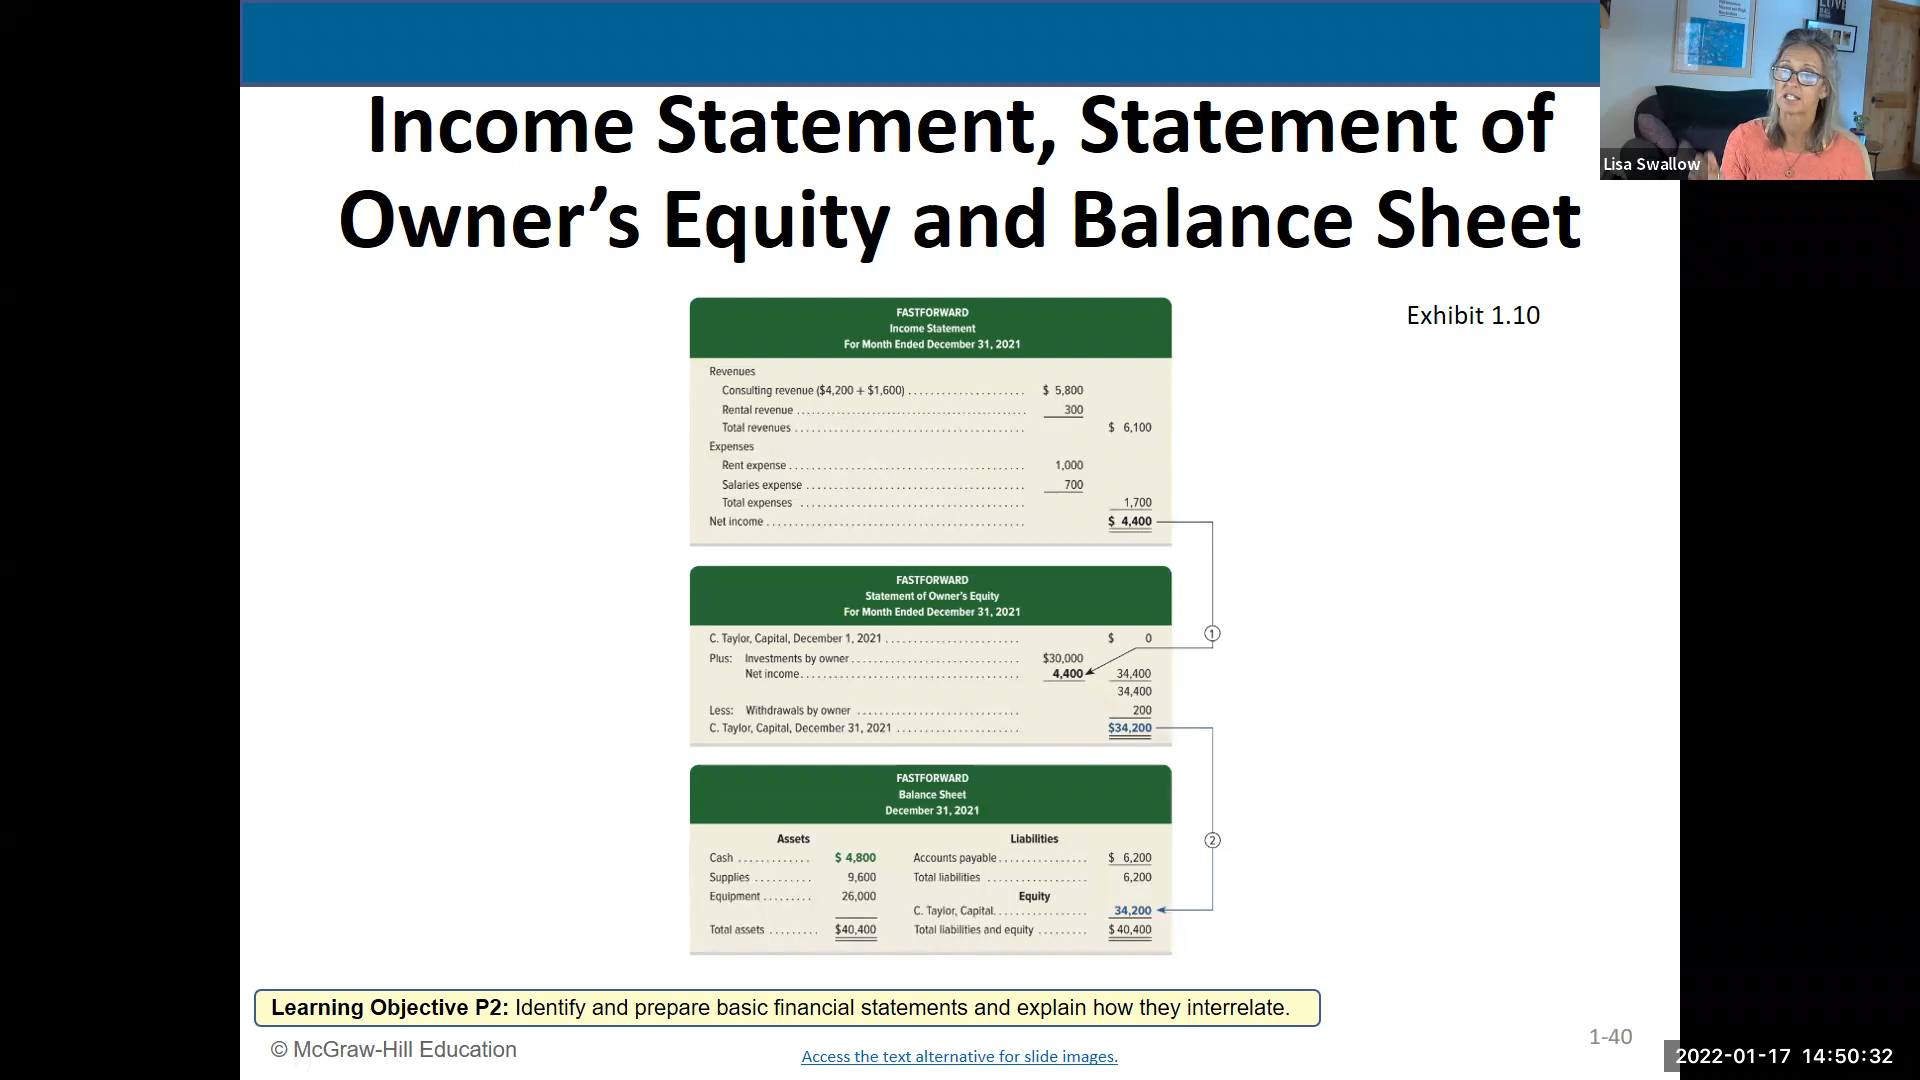 Income Statement, Statement of
Owner's Equity and Balance Sheet
LOVE
Lisa Swallow
Exhibit 1.10
FASTFORWARD
Income Statement
For Month Ended December 31, 2021
Revenues
Consulting revenue ($4,200 + $1,600) ..................... $ 5,800
Rental revenue ..................... 300
Total revenues ..................... $ 6,100
Expenses
Rent expense ..................... 1,000
Salaries expense ..................... 700
Total expenses ..................... 1,700
Net income ..................... $ 4,400
FASTFORWARD
Statement of Owner's Equity
For Month Ended December 31, 2021
C. Taylor, Capital, December 1, 2021 ..................... $ 0
1
Plus: Investments by owner ..................... $30,000
Net income ..................... 4,400 34,400
34,400
Less: Withdrawals by owner ..................... 200
C. Taylor, Capital, December 31, 2021 ..................... $34,200
FASTFORWARD
Balance Sheet
December 31, 2021
Assets Liabilities
2
Cash ............. $ 4,800 Accounts payable ................ $ 6,200
Supplies .......... 9,600 Total liabilities ................. 6,200
Equipment ......... 26,000 Equity
C. Taylor, Capital ................ 34,200
Total assets ......... $40,400 Total liabilities and equity ......... $40,400
Learning Objective P2: Identify and prepare basic financial statements and explain how they interrelate.
© McGraw-Hill Education
Access the text alternative for slide images.
1-40
2022-01-17 14:50:32